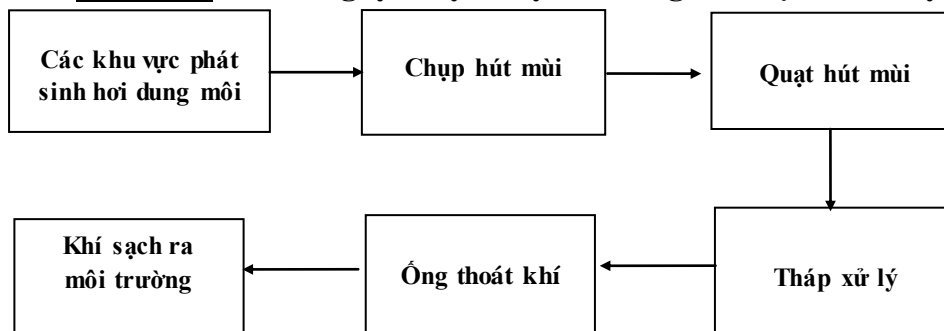 Các khu vực phát
sinh hơi dung môi
Chụp hút mùi
Quạt hút mùi
Khí sạch ra
môi trường
Ống thoát khí
Tháp xử lý